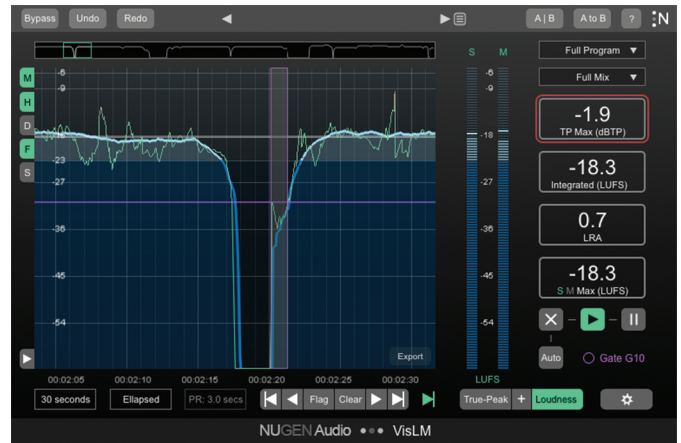 Bypass Undo Redo A | B A to B ? :N
S M Full Program
M -6 -6 Full Mix
H -9 -9
D -1.9
F -18 TP Max (dBTP)
S -23
-27 -27 -18.3
Integrated (LUFS)
-36 -36 0.7
LRA
-45 -45 -18.3
S M Max (LUFS)
-54 -54
Export Auto Gate G10
00:02:05 00:02:10 00:02:15 00:02:20 00:02:25 00:02:30 LUFS
30 seconds Ellapsed PR: 3.0 secs Flag Clear True-Peak + Loudness
NUGEN Audio VisLM